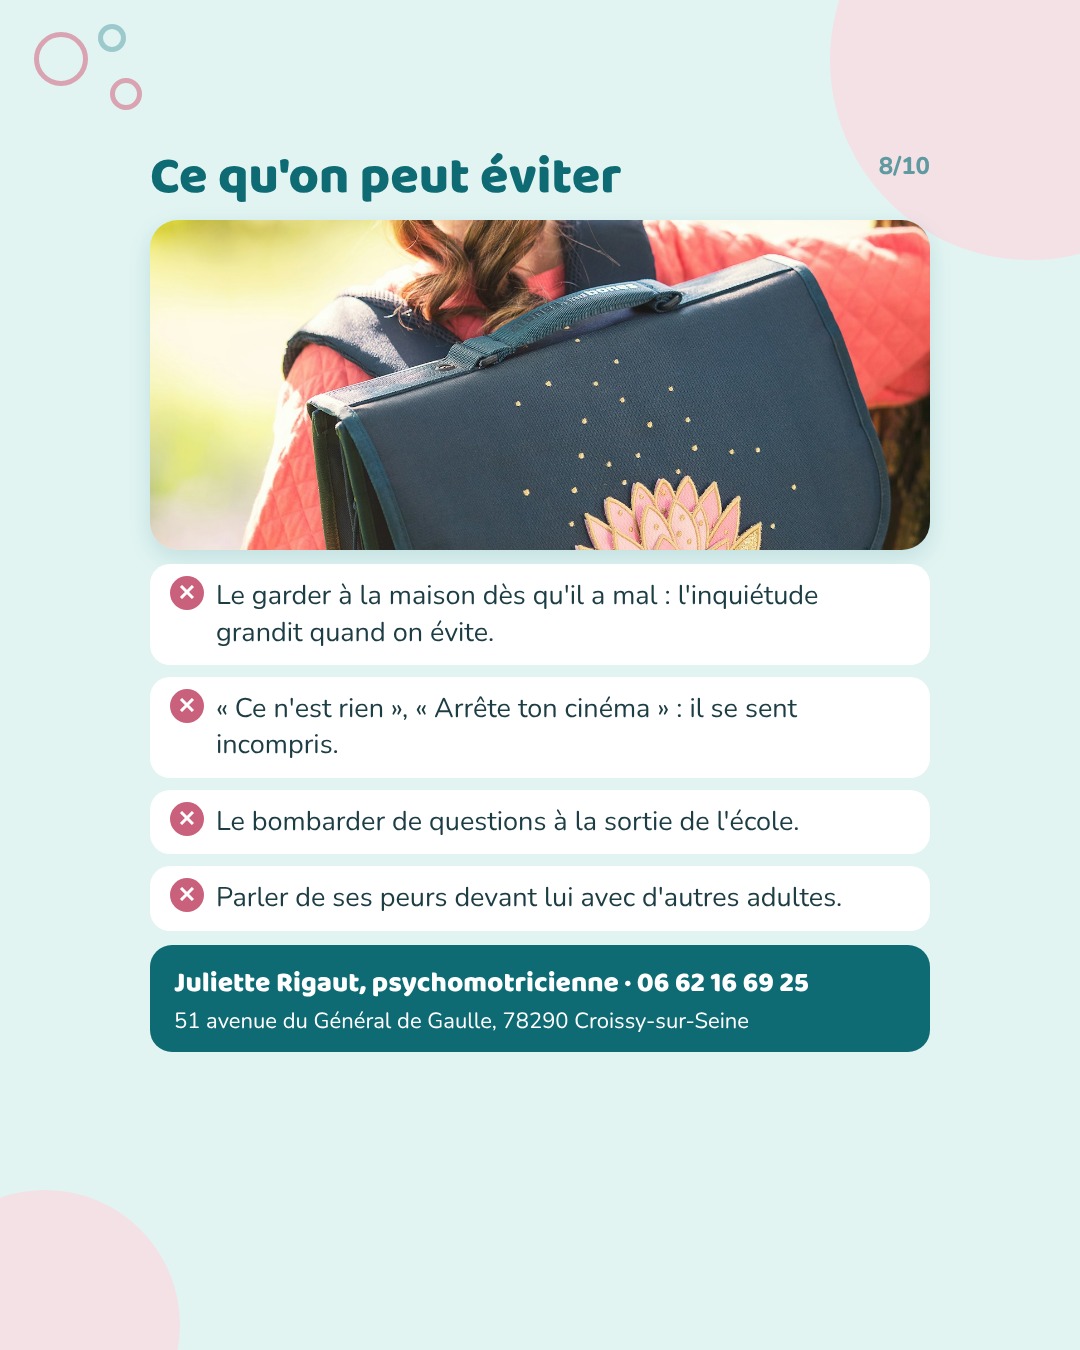 Ce qu'on peut éviter
8/10
Le garder à la maison dès qu'il a mal : l'inquiétude
grandit quand on évite.
« Ce n'est rien », « Arrête ton cinéma » : il se sent
incompris.
Le bombarder de questions à la sortie de l'école.
Parler de ses peurs devant lui avec d'autres adultes.
Juliette Rigaut, psychomotricienne · 06 62 16 69 25
51 avenue du Général de Gaulle, 78290 Croissy-sur-Seine